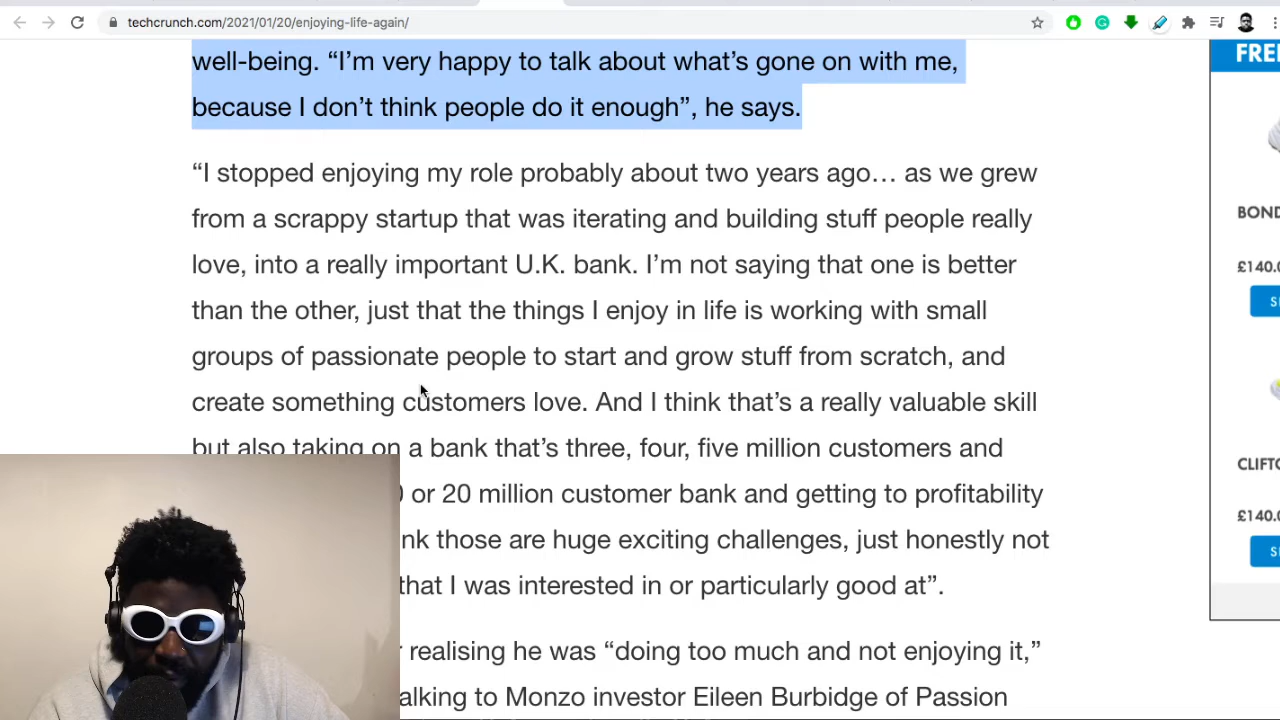 techcrunch.com/2021/01/20/enjoying-life-again/
well-being. “I’m very happy to talk about what’s gone on with me,
because I don’t think people do it enough”, he says.
“I stopped enjoying my role probably about two years ago… as we grew
from a scrappy startup that was iterating and building stuff people really
love, into a really important U.K. bank. I’m not saying that one is better
than the other, just that the things I enjoy in life is working with small
groups of passionate people to start and grow stuff from scratch, and
create something customers love. And I think that’s a really valuable skill
but also taking on a bank that’s three, four, five million customers and
or 20 million customer bank and getting to profitability
those are huge exciting challenges, just honestly not
that I was interested in or particularly good at”.
realising he was “doing too much and not enjoying it,”
to Monzo investor Eileen Burbidge of Passion
FREE
BOND
£140.0
CLIFTO
£140.0